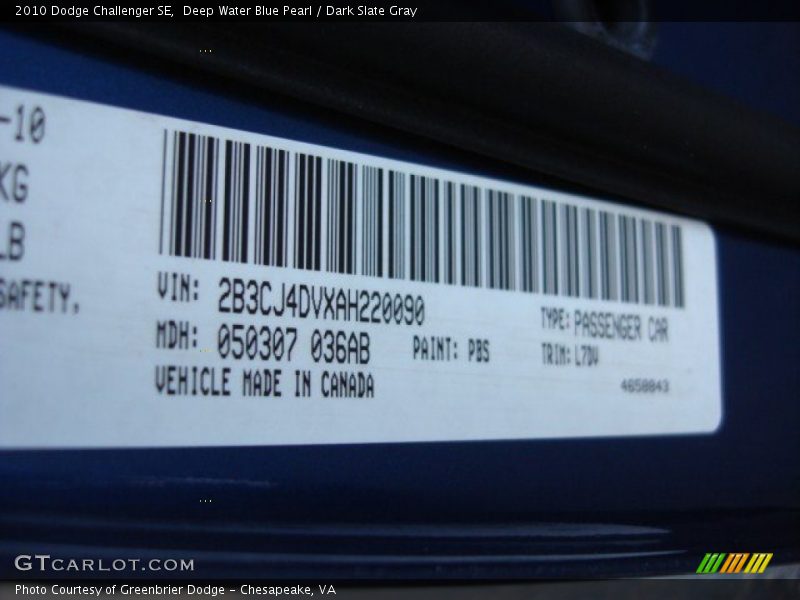 2010 Dodge Challenger SE, Deep Water Blue Pearl / Dark Slate Gray
-10
KG
LB
SAFETY.
VIN: 2B3CJ4DVXAH220090
TYPE: PASSENGER CAR
MDH: 050307 036AB
PAINT: PBS
TRIM: L7DV
VEHICLE MADE IN CANADA
4658843
GTCARLOT.COM
Photo Courtesy of Greenbrier Dodge - Chesapeake, VA